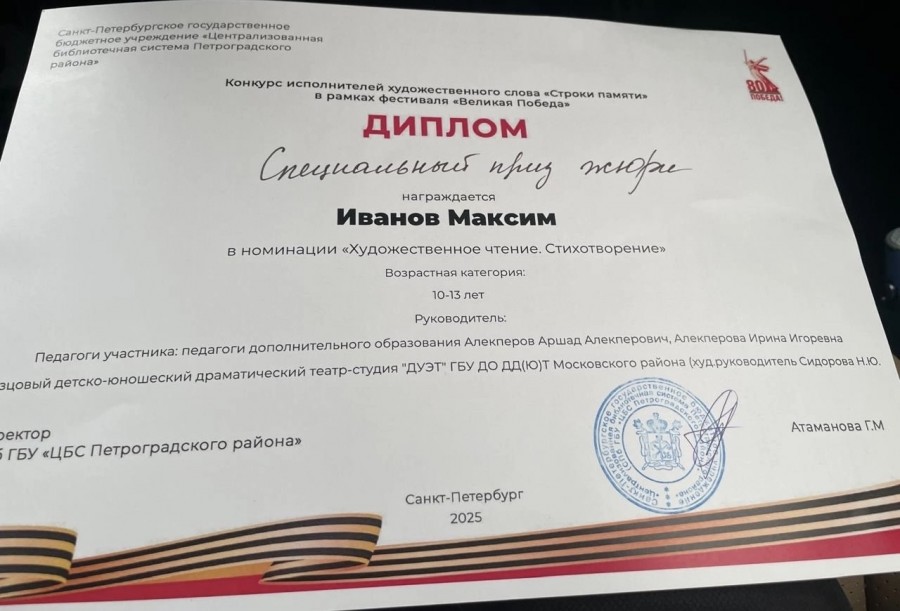 Санкт-Петербургское государственное
бюджетное учреждение «Централизованная
библиотечная система Петроградского
района»
80
ПОБЕДА!
Конкурс исполнителей художественного слова «Строки памяти»
в рамках фестиваля «Великая Победа»
ДИПЛОМ
Специальный приз жюри
награждается
Иванов Максим
в номинации «Художественное чтение. Стихотворение»
Возрастная категория:
10-13 лет
Руководитель:
Педагоги участника: педагоги дополнительного образования Алекперов Аршад Алекперович, Алекперова Ирина Игоревна
зцовый детско-юношеский драматический театр-студия "ДУЭТ" ГБУ ДО ДД(Ю)Т Московского района (худ.руководитель Сидорова Н.Ю.
ректор
б ГБУ «ЦБС Петроградского района»
Атаманова Г.М
Санкт-Петербург
2025